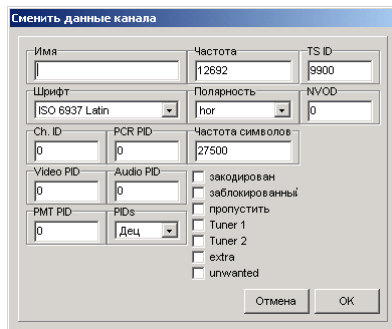 Сменить данные канала
Имя
Частота
TS ID
12692
9900
Шрифт
Полярность
NVOD
ISO 6937 Latin
hor
0
Ch. ID
PCR PID
Частота символов
0
0
27500
Video PID
Audio PID
закодирован
0
0
заблокированный
PMT PID
PIDs
пропустить
0
Дец
Tuner 1
Tuner 2
extra
unwanted
Отмена
OK